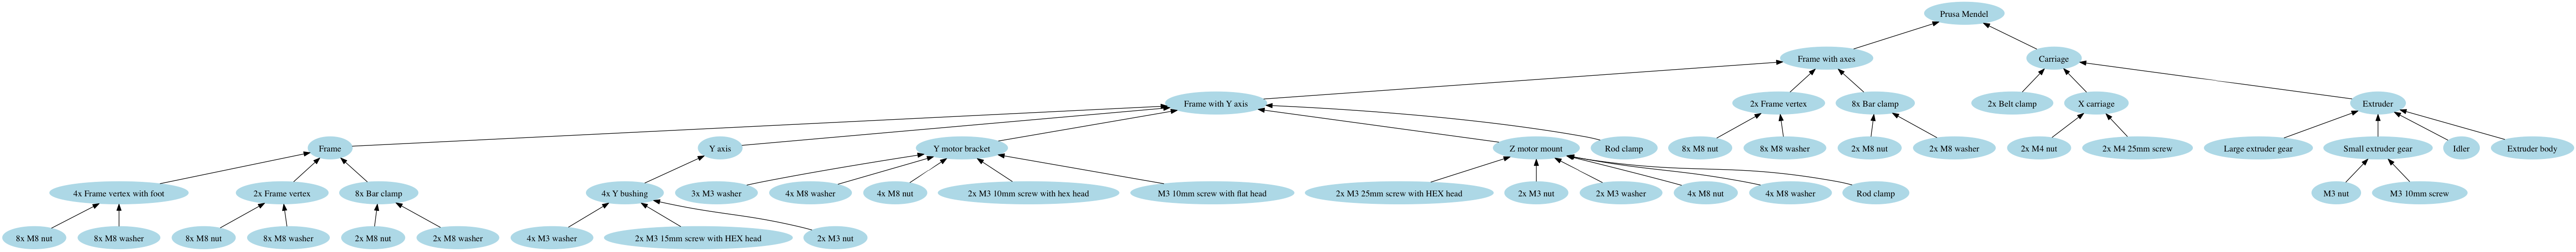 Prusa Mendel
Frame with axes
Carriage
Frame with Y axis
2x Frame vertex
8x Bar clamp
2x Belt clamp
X carriage
Extruder
Frame
Y axis
Y motor bracket
Z motor mount
Rod clamp
8x M8 nut
8x M8 washer
2x M8 nut
2x M8 washer
2x M4 nut
2x M4 25mm screw
Large extruder gear
Small extruder gear
Idler
Extruder body
4x Frame vertex with foot
2x Frame vertex
8x Bar clamp
4x Y bushing
3x M3 washer
4x M8 washer
4x M8 nut
2x M3 10mm screw with hex head
M3 10mm screw with flat head
2x M3 25mm screw with HEX head
2x M3 nut
2x M3 washer
4x M8 nut
4x M8 washer
Rod clamp
M3 nut
M3 10mm screw
8x M8 nut
8x M8 washer
8x M8 nut
8x M8 washer
2x M8 nut
2x M8 washer
4x M3 washer
2x M3 15mm screw with HEX head
2x M3 nut